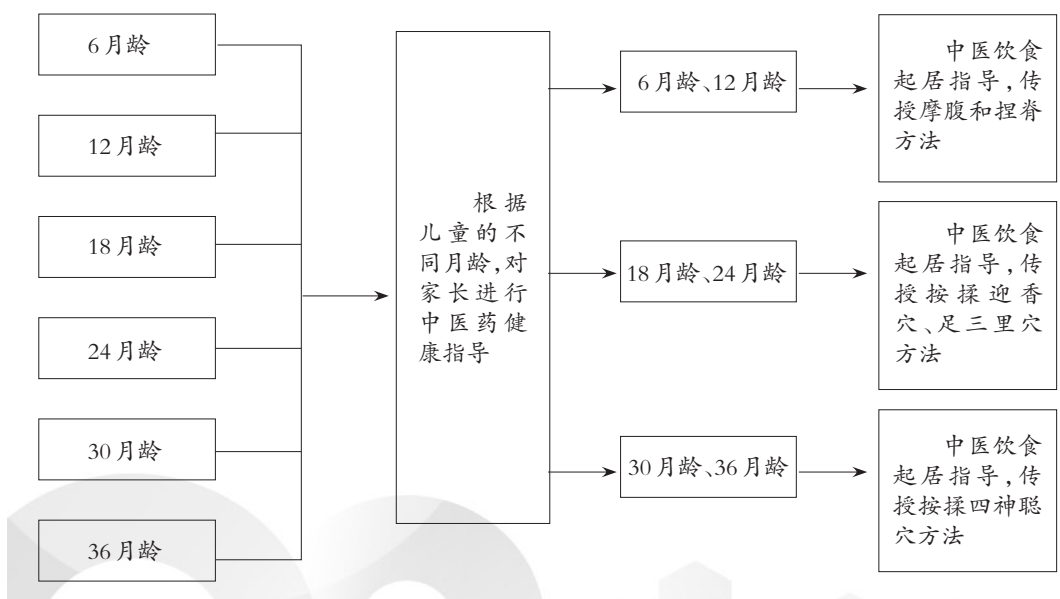 6月龄
12月龄
18月龄
24月龄
30月龄
36月龄
根据
儿童的不
同月龄,对
家长进行
中医药健
康指导
6月龄、12月龄
18月龄、24月龄
30月龄、36月龄
中医饮食
起居指导,传
授摩腹和捏脊
方法
中医饮食
起居指导,传
授按揉迎香
穴、足三里穴
方法
中医饮食
起居指导,传
授按揉四神聪
穴方法